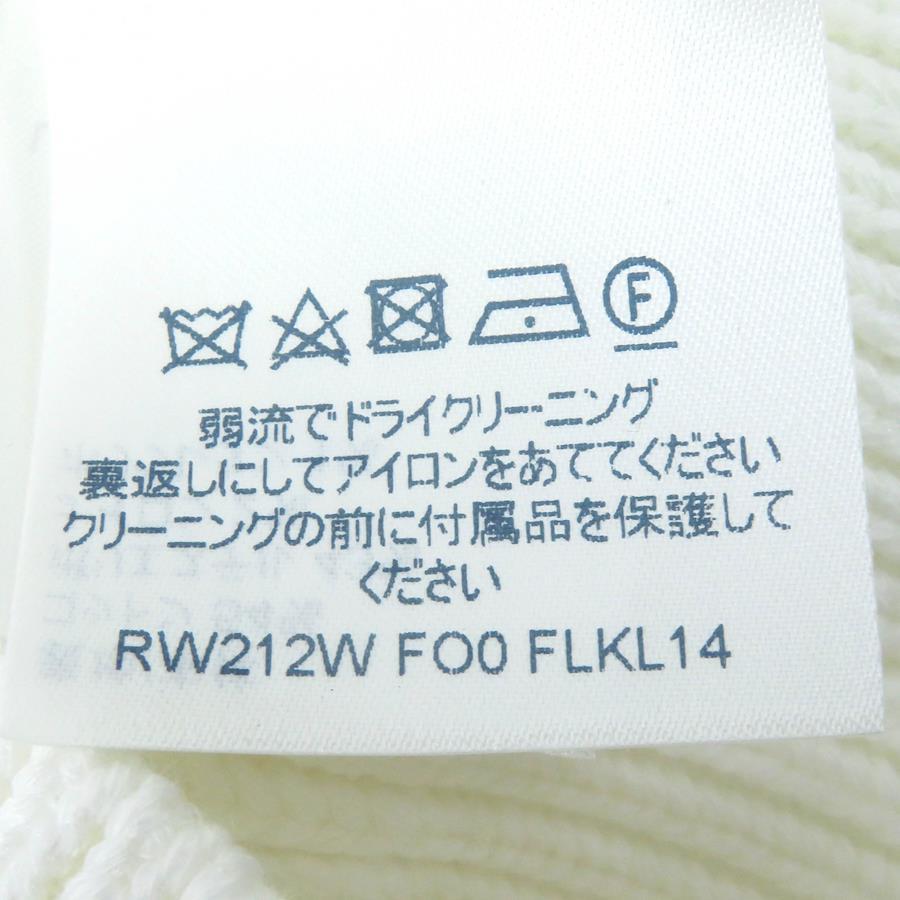 F
弱流でドライクリーニング
裏返しにしてアイロンをあててください
クリーニングの前に付属品を保護して
ください
RW212W FO0 FLKL14